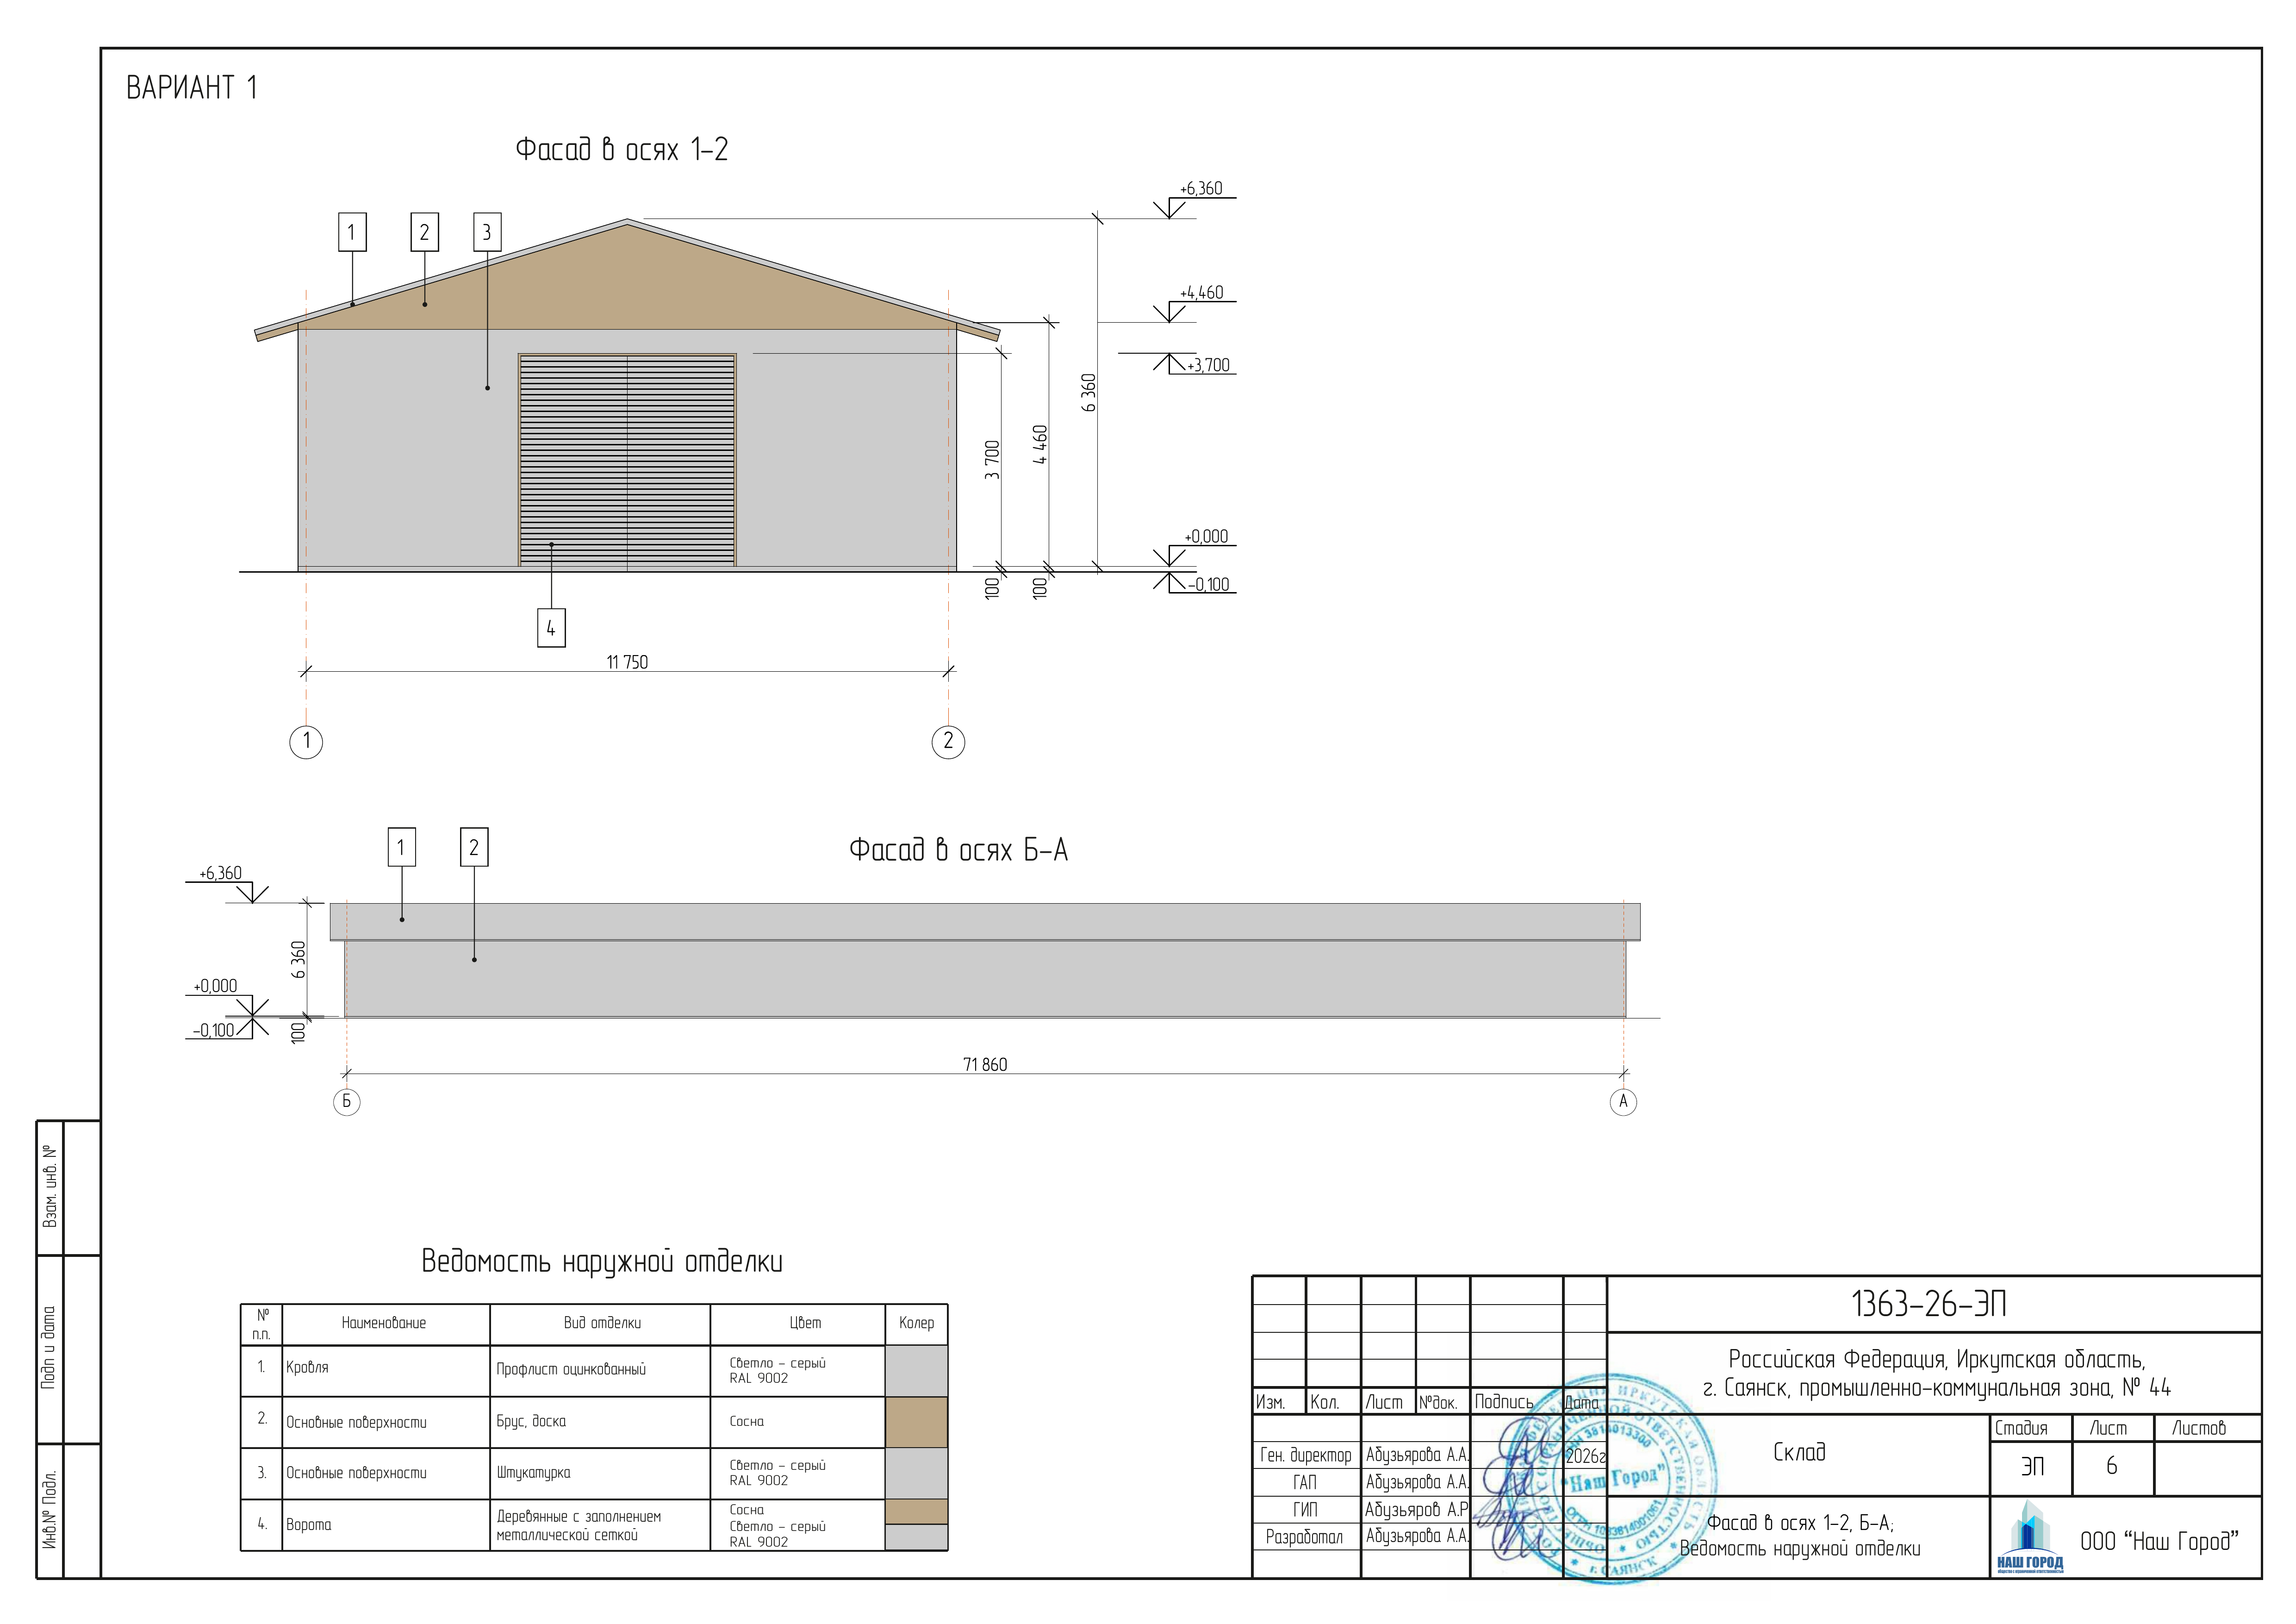 ВАРИАНТ 1
Фасад в осях 1-2
1
2
3
+6,360
+4,460
+3,700
6 360
4 460
3 700
+0,000
-0,100
100
100
4
11 750
1
2
Фасад в осях Б-А
1
2
+6,360
6 360
+0,000
-0,100
100
71 860
Б
А
Взам. инв. №
Подп и дата
Инв.№ Подл.
Ведомость наружной отделки
№ п.п.
Наименование
Вид отделки
Цвет
Колер
1.
Кровля
Профлист оцинкованный
Светло - серый
RAL 9002
2.
Основные поверхности
Брус, доска
Сосна
3.
Основные поверхности
Штукатурка
Светло - серый
RAL 9002
4.
Ворота
Деревянные с заполнением
металлической сеткой
Сосна
Светло - серый
RAL 9002
1363-26-ЭП
Российская Федерация, Иркутская область,
г. Саянск, промышленно-коммунальная зона, № 44
Изм.
Кол.
Лист
№док.
Подпись
Дата
Ген. директор
Абузьярова А.А.
2026г
ГАП
Абузьярова А.А.
ГИП
Абузьяров А.Р
Разработал
Абузьярова А.А.
Склад
Стадия
Лист
Листов
ЭП
6
Фасад в осях 1-2, Б-А;
Ведомость наружной отделки
НАШ ГОРОД
ООО “Наш Город”
"Наш Город"
г. САЯНСК